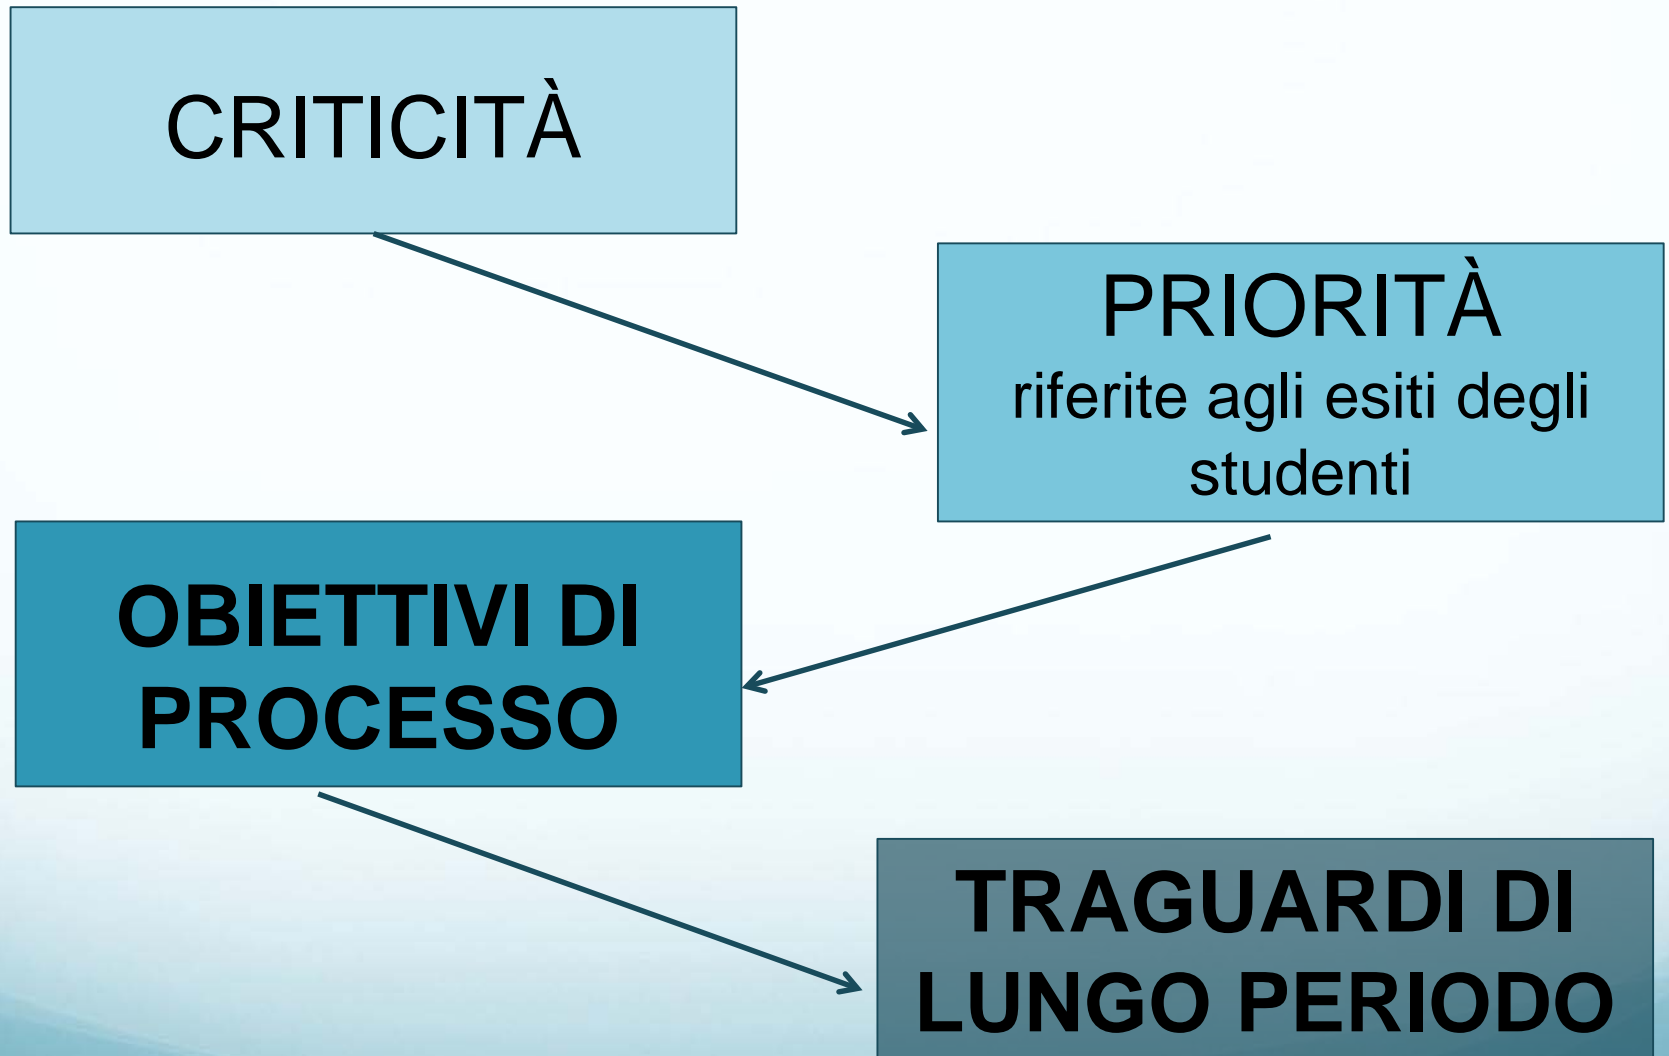 CRITICITÀ
PRIORITÀ
riferite agli esiti degli
studenti
OBIETTIVI DI
PROCESSO
TRAGUARDI DI
LUNGO PERIODO